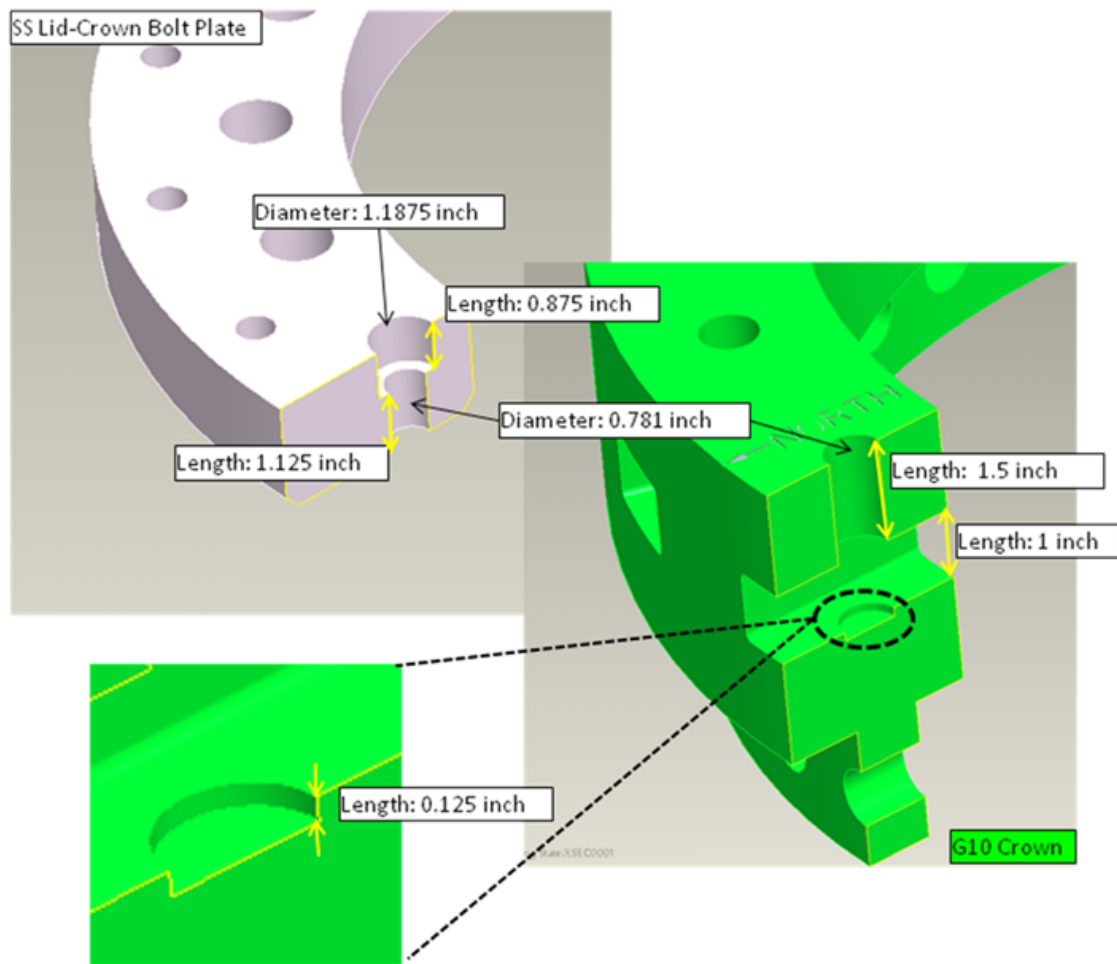 SS Lid-Crown Bolt Plate
Diameter: 1.1875 inch
Length: 0.875 inch
Diameter: 0.781 inch
NORTH
Length: 1.125 inch
Length: 1.5 inch
Length: 1 inch
Length: 0.125 inch
G10 Crown